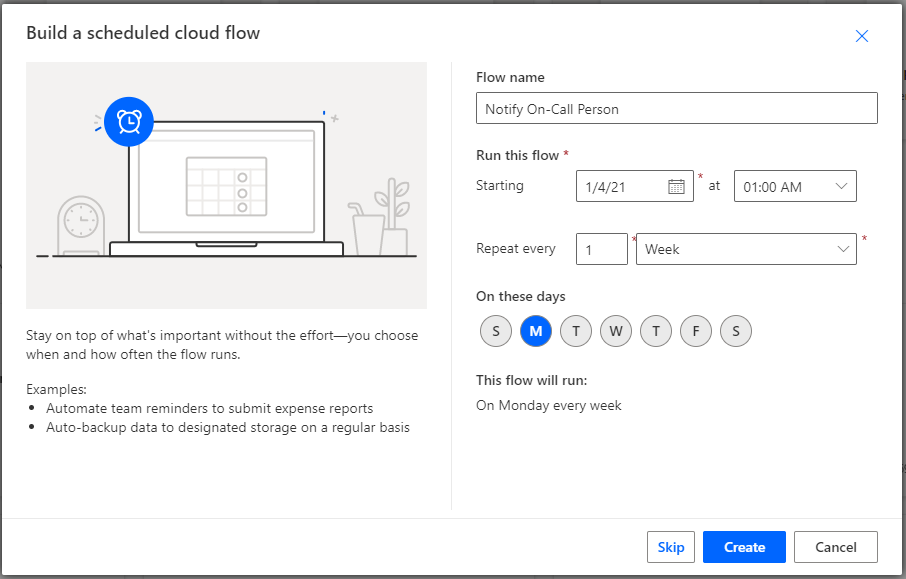 Build a scheduled cloud flow
Stay on top of what's important without the effort—you choose
when and how often the flow runs.
Examples:
• Automate team reminders to submit expense reports
• Auto-backup data to designated storage on a regular basis
Flow name
Notify On-Call Person
Run this flow *
Starting 1/4/21 * at 01:00 AM
Repeat every 1 * Week *
On these days
S M T W T F S
This flow will run:
On Monday every week
Skip Create Cancel